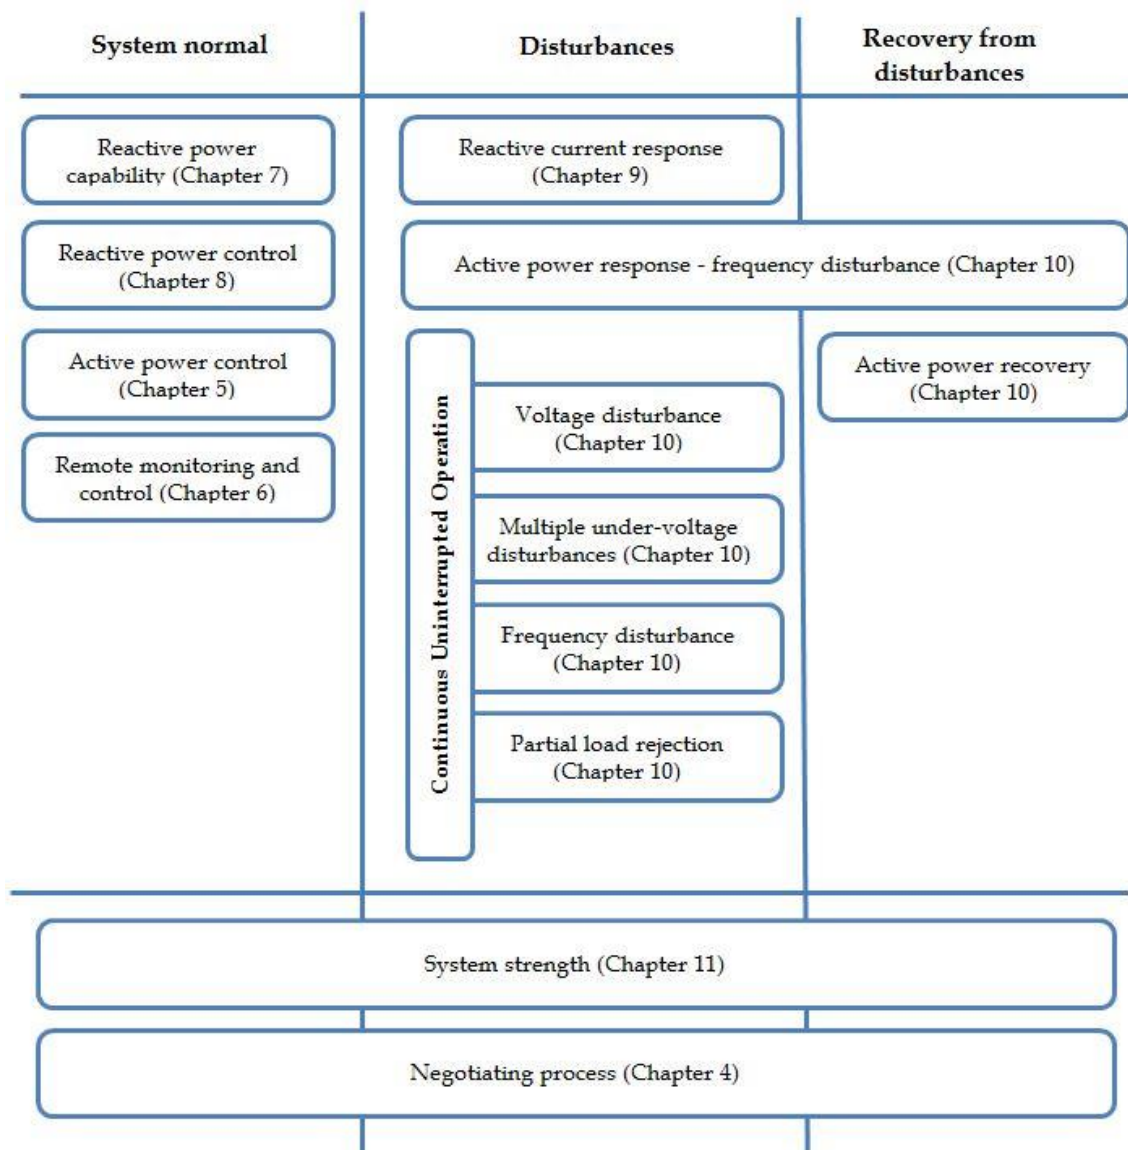 System normal
Disturbances
Recovery from
disturbances
Reactive power
capability (Chapter 7)
Reactive power control
(Chapter 8)
Active power control
(Chapter 5)
Remote monitoring and
control (Chapter 6)
Reactive current response
(Chapter 9)
Active power response - frequency disturbance (Chapter 10)
Continuous Uninterrupted Operation
Voltage disturbance
(Chapter 10)
Multiple under-voltage
disturbances (Chapter 10)
Frequency disturbance
(Chapter 10)
Partial load rejection
(Chapter 10)
Active power recovery
(Chapter 10)
System strength (Chapter 11)
Negotiating process (Chapter 4)